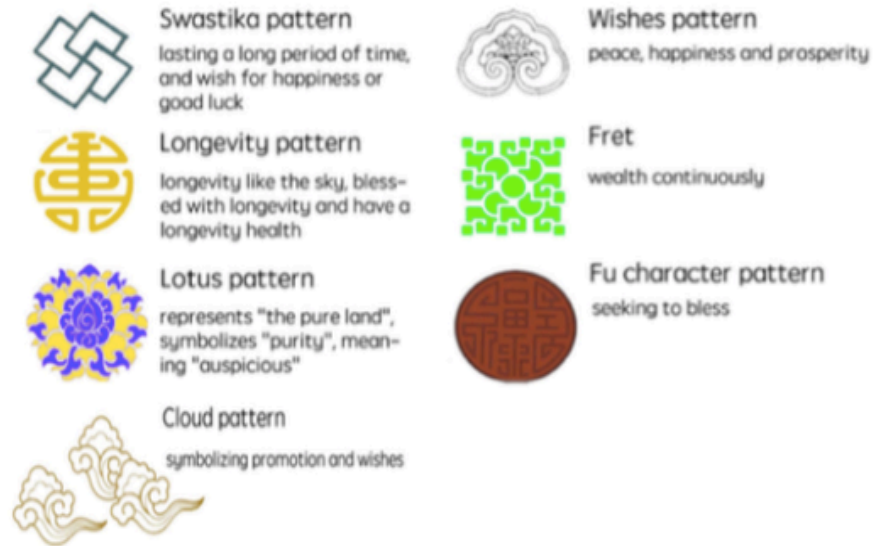 Swastika pattern
lasting a long period of time,
and wish for happiness or
good luck
Wishes pattern
peace, happiness and prosperity
Longevity pattern
longevity like the sky, bless-
ed with longevity and have a
longevity health
Fret
wealth continuously
Lotus pattern
represents "the pure land",
symbolizes "purity", mean-
ing "auspicious"
Fu character pattern
seeking to bless
福
Cloud pattern
symbolizing promotion and wishes